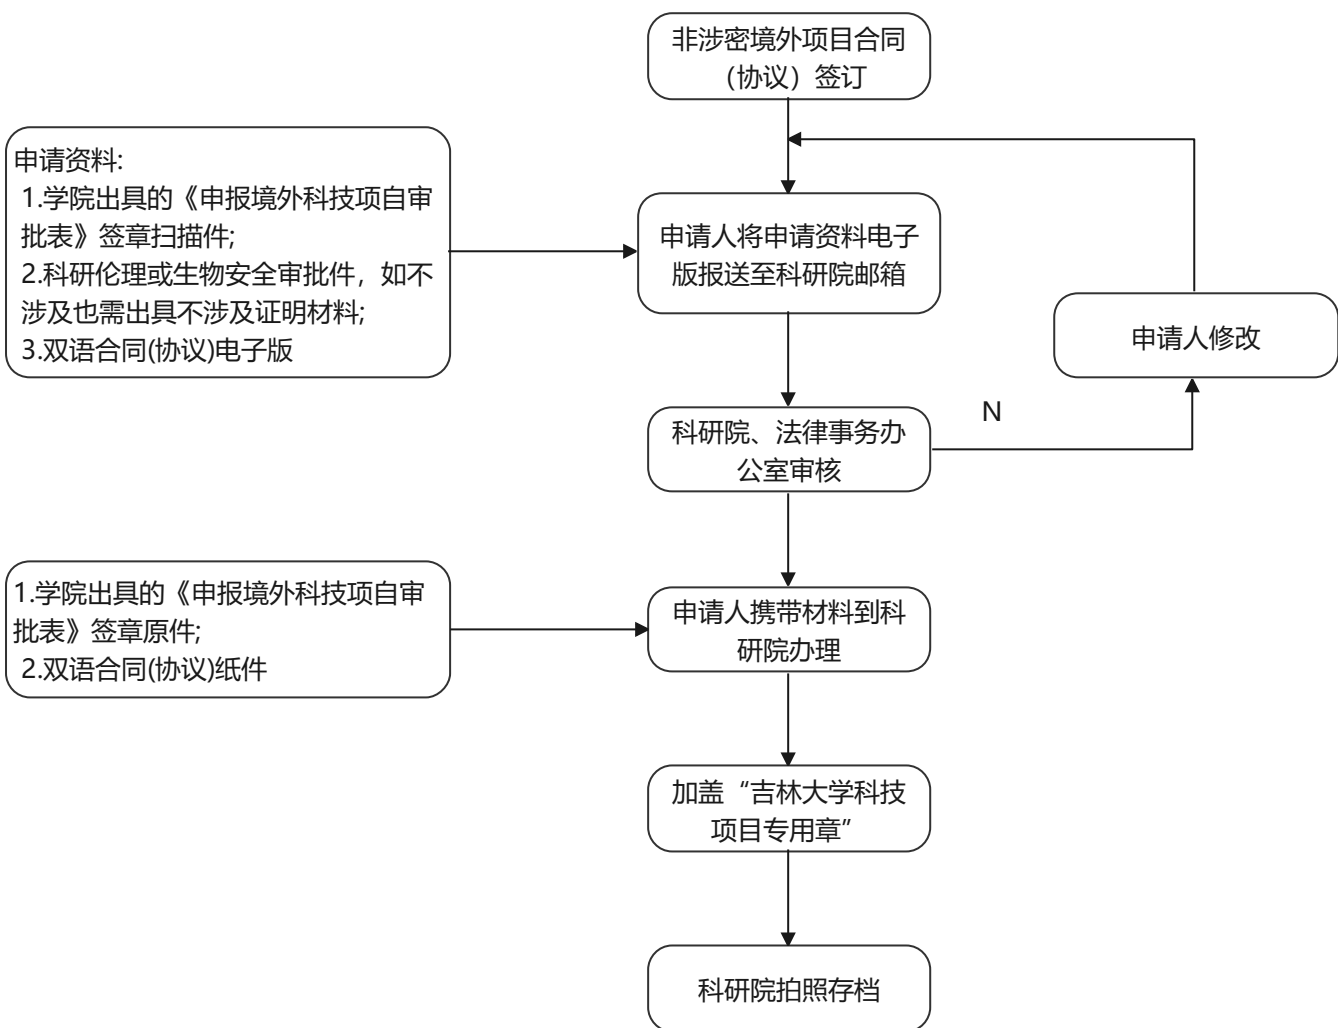 非涉密境外项目合同
（协议）签订
申请资料:
1.学院出具的《申报境外科技项自审
批表》签章扫描件;
2.科研伦理或生物安全审批件，如不
涉及也需出具不涉及证明材料;
3.双语合同(协议)电子版
申请人将申请资料电子
版报送至科研院邮箱
申请人修改
科研院、法律事务办
公室审核
N
1.学院出具的《申报境外科技项自审
批表》签章原件;
2.双语合同(协议)纸件
申请人携带材料到科
研院办理
加盖“吉林大学科技
项目专用章”
科研院拍照存档